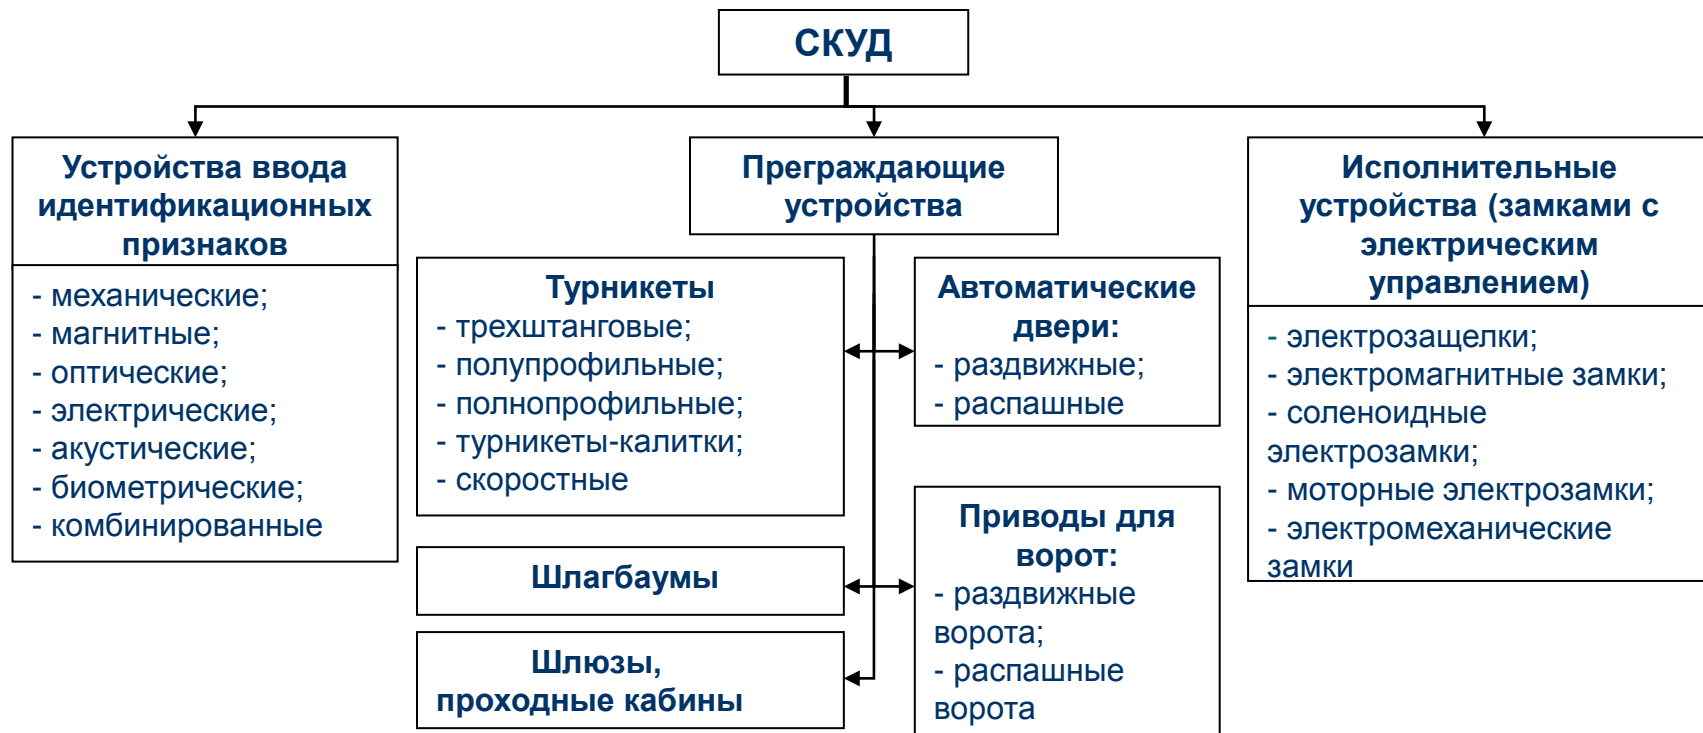 СКУД
Устройства ввода
идентификационных
признаков
- механические;
- магнитные;
- оптические;
- электрические;
- акустические;
- биометрические;
- комбинированные
Преграждающие
устройства
Турникеты
- трехштанговые;
- полупрофильные;
- полнопрофильные;
- турникеты-калитки;
- скоростные
Шлагбаумы
Шлюзы,
проходные кабины
Автоматические
двери:
- раздвижные;
- распашные
Приводы для
ворот:
- раздвижные
ворота;
- распашные
ворота
Исполнительные
устройства (замками с
электрическим
управлением)
- электрозащелки;
- электромагнитные замки;
- соленоидные
электрозамки;
- моторные электрозамки;
- электромеханические
замки